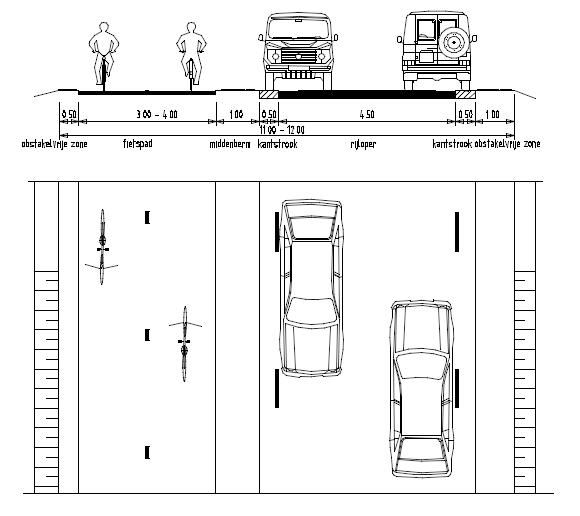 0.50 3.00 - 4.00 1.00 0.50 4.50 0.50 1.00
11.00 - 12.00
obstakelvrije zone fietspad middenberm kantstrook rijloper kantstrook obstakelvrije zone